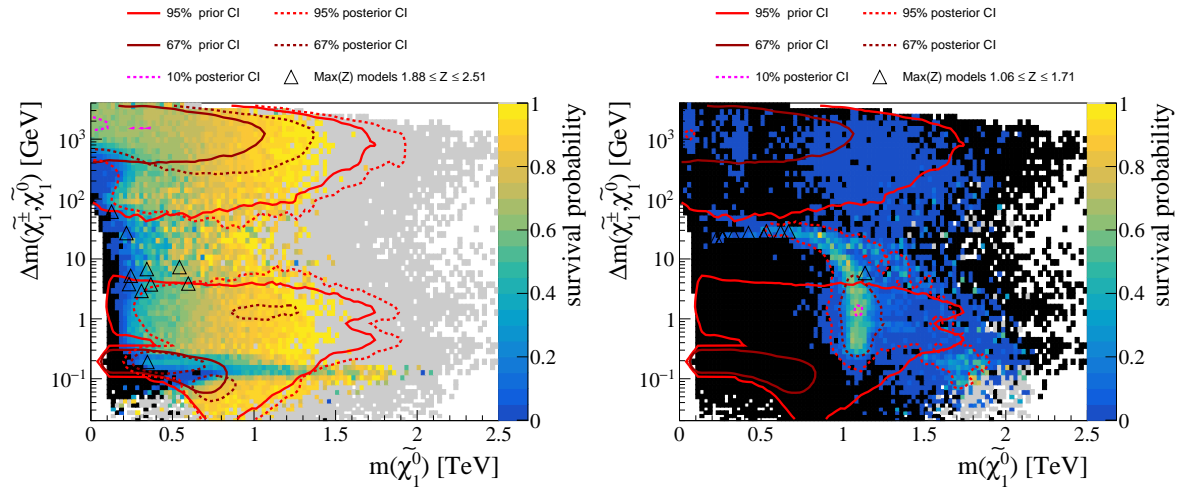 95% prior CI 95% posterior CI
67% prior CI 67% posterior CI
10% posterior CI Max(Z) models 1.88 ≤ Z ≤ 2.51
Δm(χ̃₁±,χ̃₁⁰) [GeV]
10³
10²
10
1
10⁻¹
0 0.5 1 1.5 2 2.5
m(χ̃₁⁰) [TeV]
1
0.8
0.6
0.4
0.2
0
survival probability
95% prior CI 95% posterior CI
67% prior CI 67% posterior CI
10% posterior CI Max(Z) models 1.06 ≤ Z ≤ 1.71
Δm(χ̃₁±,χ̃₁⁰) [GeV]
10³
10²
10
1
10⁻¹
0 0.5 1 1.5 2 2.5
m(χ̃₁⁰) [TeV]
1
0.8
0.6
0.4
0.2
0
survival probability